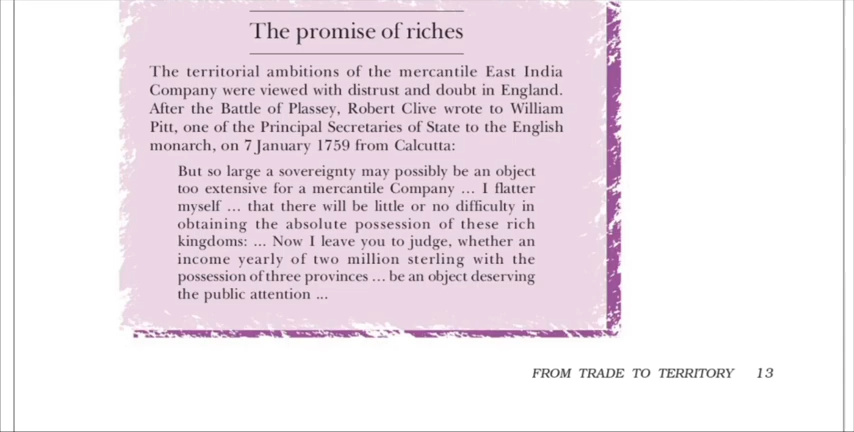 The promise of riches
The territorial ambitions of the mercantile East India
Company were viewed with distrust and doubt in England.
After the Battle of Plassey, Robert Clive wrote to William
Pitt, one of the Principal Secretaries of State to the English
monarch, on 7 January 1759 from Calcutta:
But so large a sovereignty may possibly be an object
too extensive for a mercantile Company ... I flatter
myself ... that there will be little or no difficulty in
obtaining the absolute possession of these rich
kingdoms: ... Now I leave you to judge, whether an
income yearly of two million sterling with the
possession of three provinces ... be an object deserving
the public attention ...
FROM TRADE TO TERRITORY 13